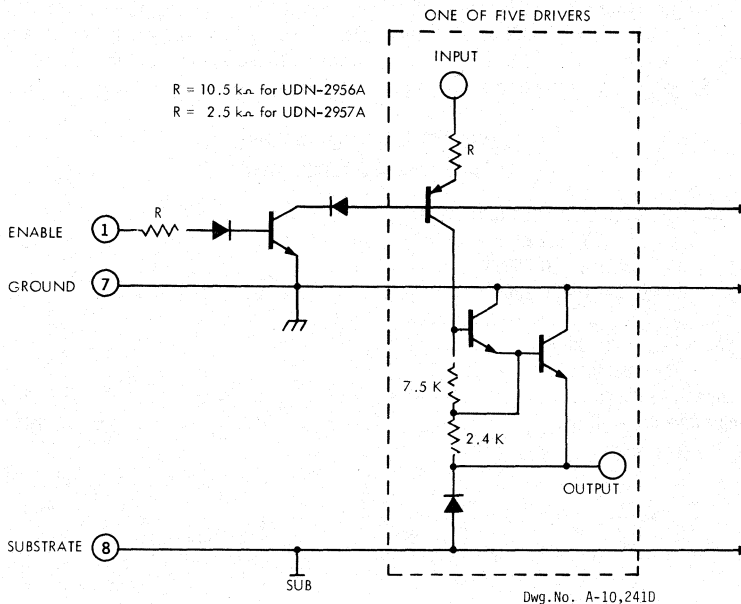 ONE OF FIVE DRIVERS
INPUT
R = 10.5 kΩ for UDN-2956A
R = 2.5 kΩ for UDN-2957A
R
R
ENABLE 1
GROUND 7
7.5 K
2.4 K
OUTPUT
SUBSTRATE 8
SUB
Dwg.No. A-10,241D